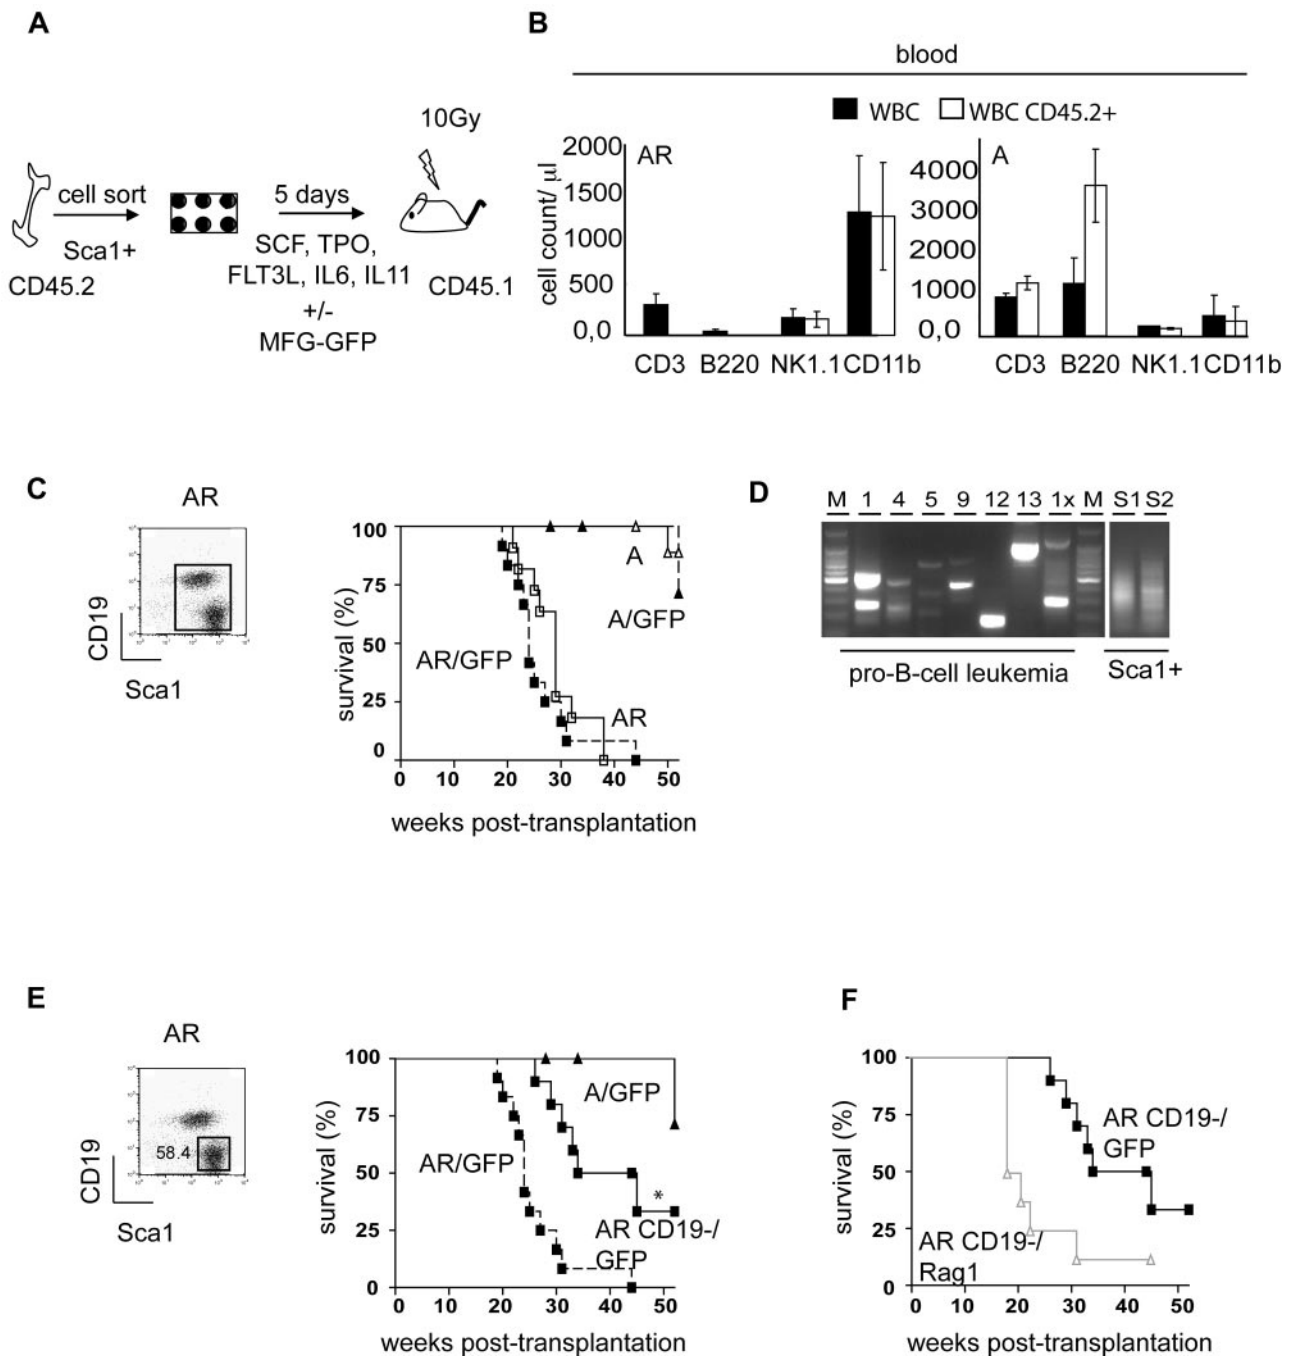 A
10Gy
cell sort
5 days
Sca1+
SCF, TPO,
FLT3L, IL6, IL11
+/-
MFG-GFP
CD45.2
CD45.1
B
blood
WBC
WBC CD45.2+
AR
cell count/ µl
2000
1500
1000
500
0,0
CD3 B220 NK1.1 CD11b
A
4000
3000
2000
1000
0,0
CD3 B220 NK1.1 CD11b
C
AR
CD19
Sca1
survival (%)
100
75
50
25
0
A
A/GFP
AR/GFP
AR
0 10 20 30 40 50
weeks post-transplantation
D
M 1 4 5 9 12 13 1x M S1 S2
pro-B-cell leukemia
Sca1+
E
AR
58.4
CD19
Sca1
survival (%)
100
75
50
25
0
A/GFP
AR/GFP
*
AR CD19-/
GFP
0 10 20 30 40 50
weeks post-transplantation
F
survival (%)
100
75
50
25
0
AR CD19-/
GFP
AR CD19-/
Rag1
0 10 20 30 40 50
weeks post-transplantation